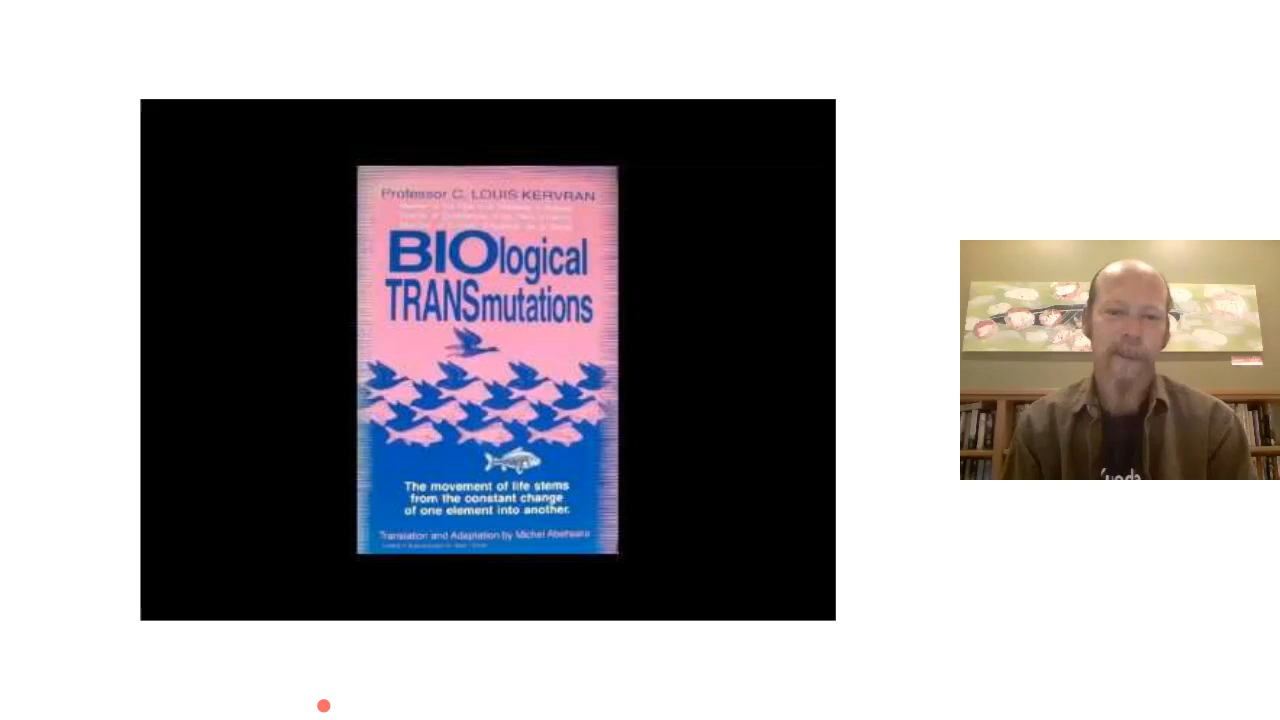 Professor C. LOUIS KERVRAN
BIOlogical
TRANSmutations
The movement of life stems
from the constant change
of one element into another.
Translation and Adaptation by Michel Abehsera